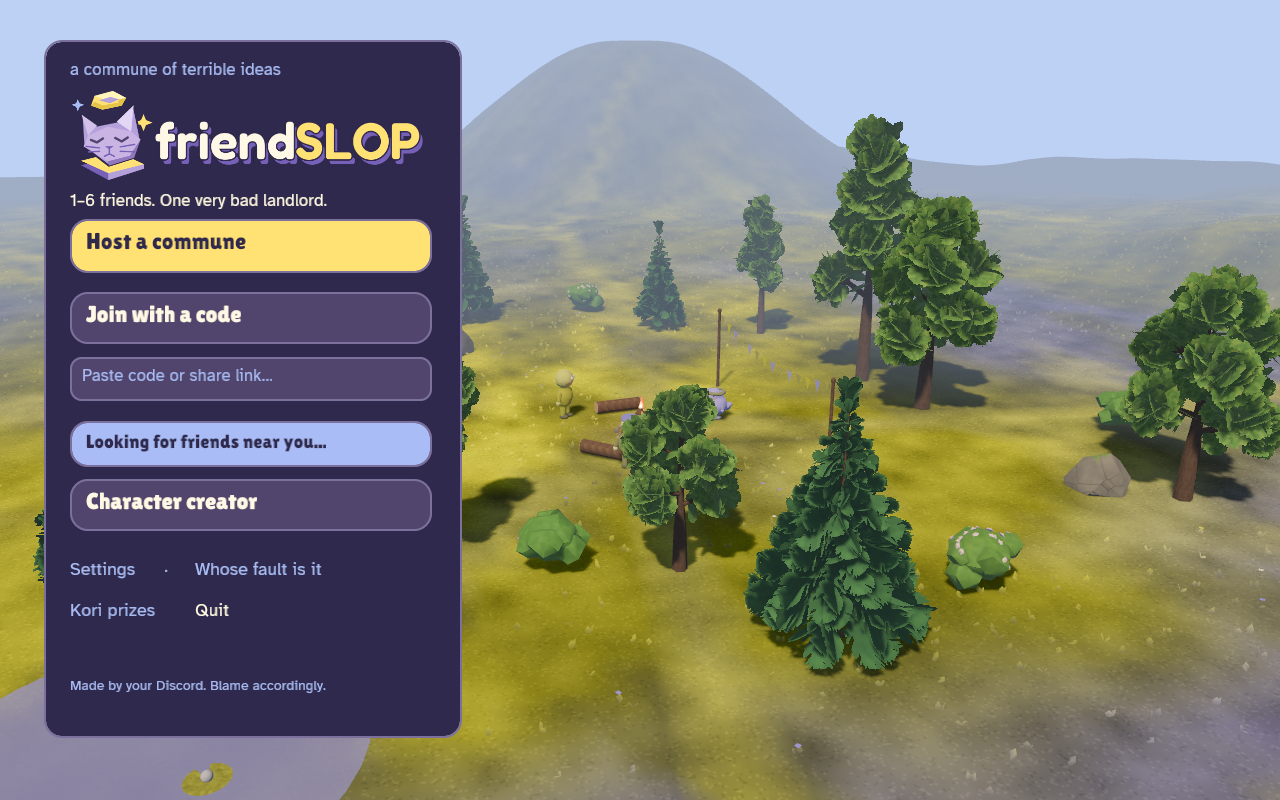 a commune of terrible ideas
friendSLOP
1–6 friends. One very bad landlord.
Host a commune
Join with a code
Paste code or share link...
Looking for friends near you...
Character creator
Settings · Whose fault is it
Kori prizes Quit
Made by your Discord. Blame accordingly.